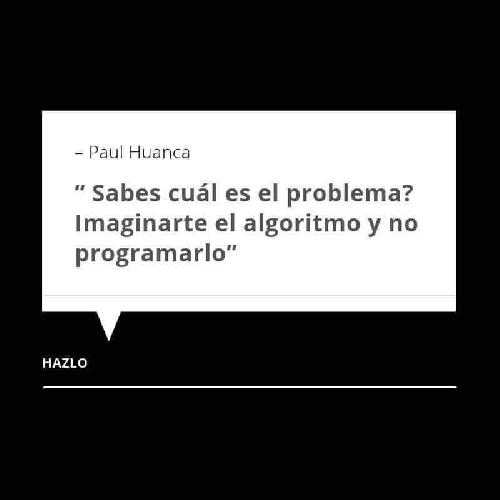 – Paul Huanca
” Sabes cuál es el problema?
Imaginarte el algoritmo y no
programarlo”
HAZLO